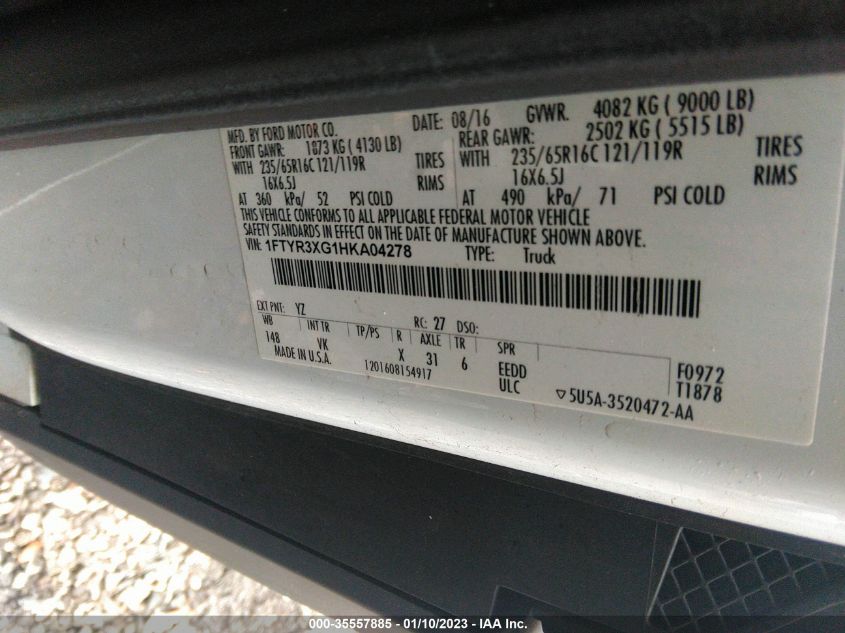 MFD. BY FORD MOTOR CO. DATE: 08/16 GVWR. 4082 KG ( 9000 LB)
FRONT GAWR: 1873 KG ( 4130 LB) REAR GAWR: 2502 KG ( 5515 LB)
WITH 235/65R16C 121/119R TIRES WITH 235/65R16C 121/119R TIRES
16X6.5J RIMS 16X6.5J RIMS
AT 360 kPa/ 52 PSI COLD AT 490 kPa/ 71 PSI COLD
THIS VEHICLE CONFORMS TO ALL APPLICABLE FEDERAL MOTOR VEHICLE
SAFETY STANDARDS IN EFFECT ON THE DATE OF MANUFACTURE SHOWN ABOVE.
VIN: 1FTYR3XG1HKA04278 TYPE: Truck
EXT PNT: YZ RC: 27 DSO:
WB INT TR TP/PS R AXLE TR SPR
148 VK X 31 6 EEDD F0972
MADE IN U.S.A. 1201608154917 ULC T1878
▽5U5A-3520472-AA
000-35557885 - 01/10/2023 - IAA Inc.